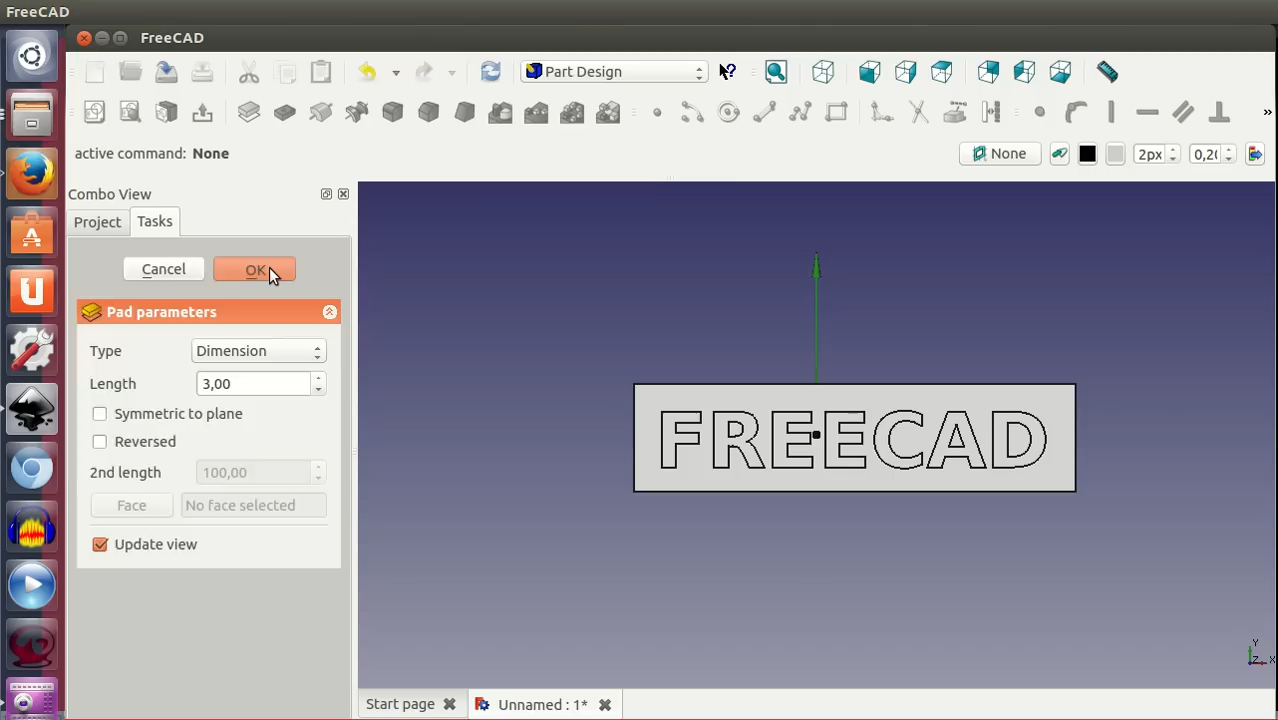 FreeCAD
FreeCAD
Part Design
active command: None
None
2px
0,20
Combo View
Project
Tasks
Cancel
OK
Pad parameters
Type
Dimension
Length
3,00
Symmetric to plane
Reversed
2nd length
100,00
Face
No face selected
Update view
FREECAD
Y
Z X
Start page
Unnamed : 1*